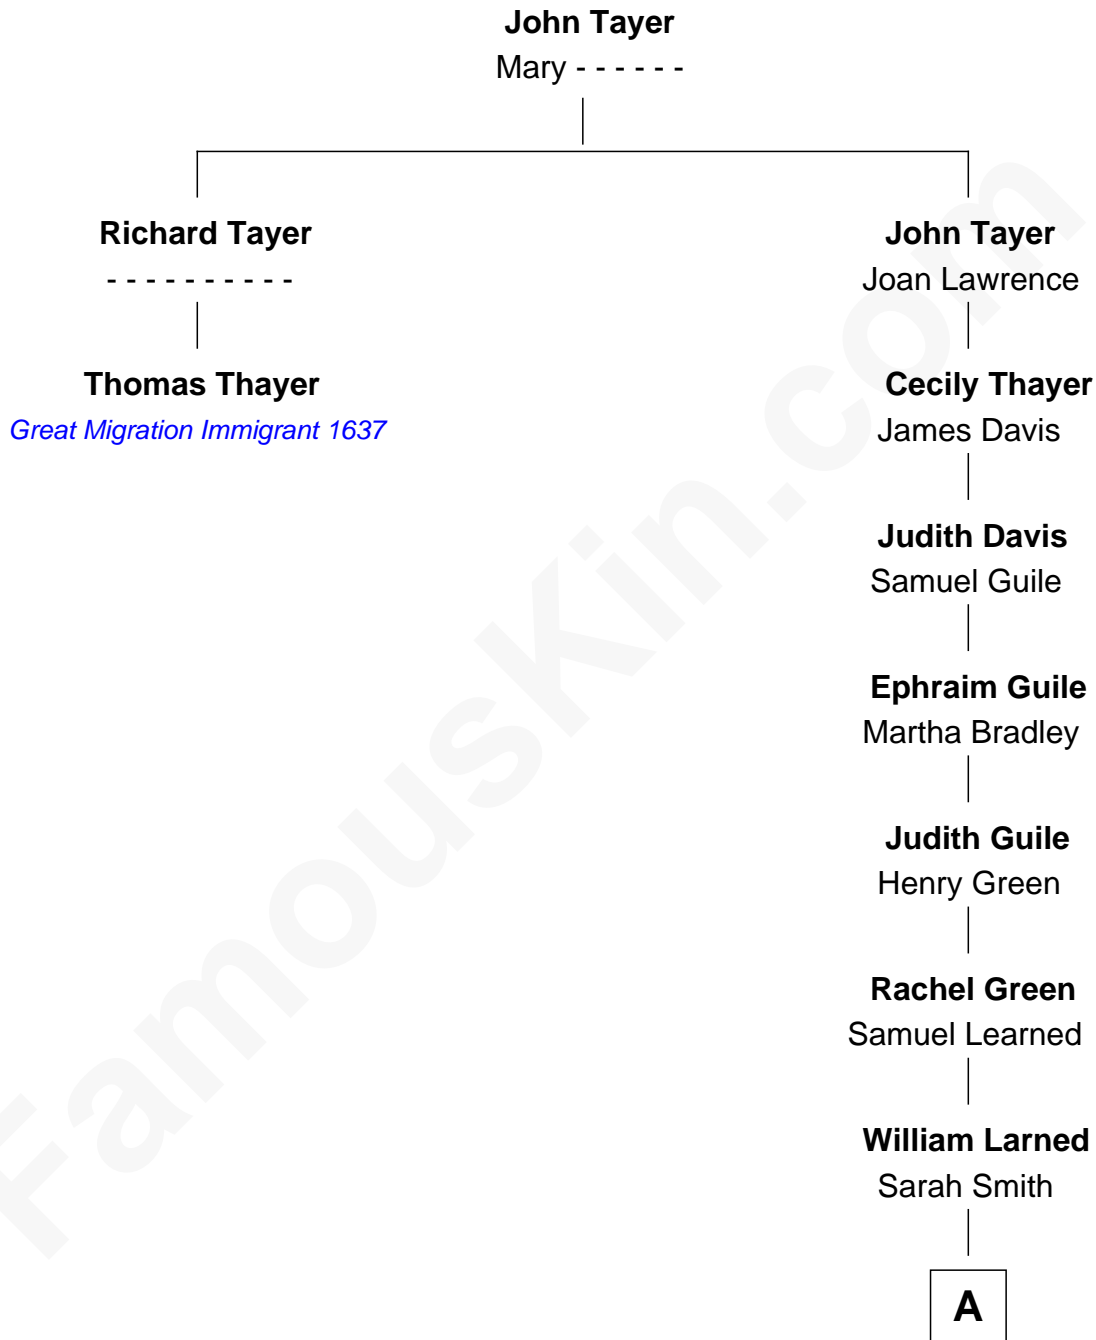 John Tayer
Mary - - - - - -
Richard Tayer
- - - - - - - - - -
Thomas Thayer
Great Migration Immigrant 1637
John Tayer
Joan Lawrence
Cecily Thayer
James Davis
Judith Davis
Samuel Guile
Ephraim Guile
Martha Bradley
Judith Guile
Henry Green
Rachel Green
Samuel Learned
William Larned
Sarah Smith
A
FamousKin.com